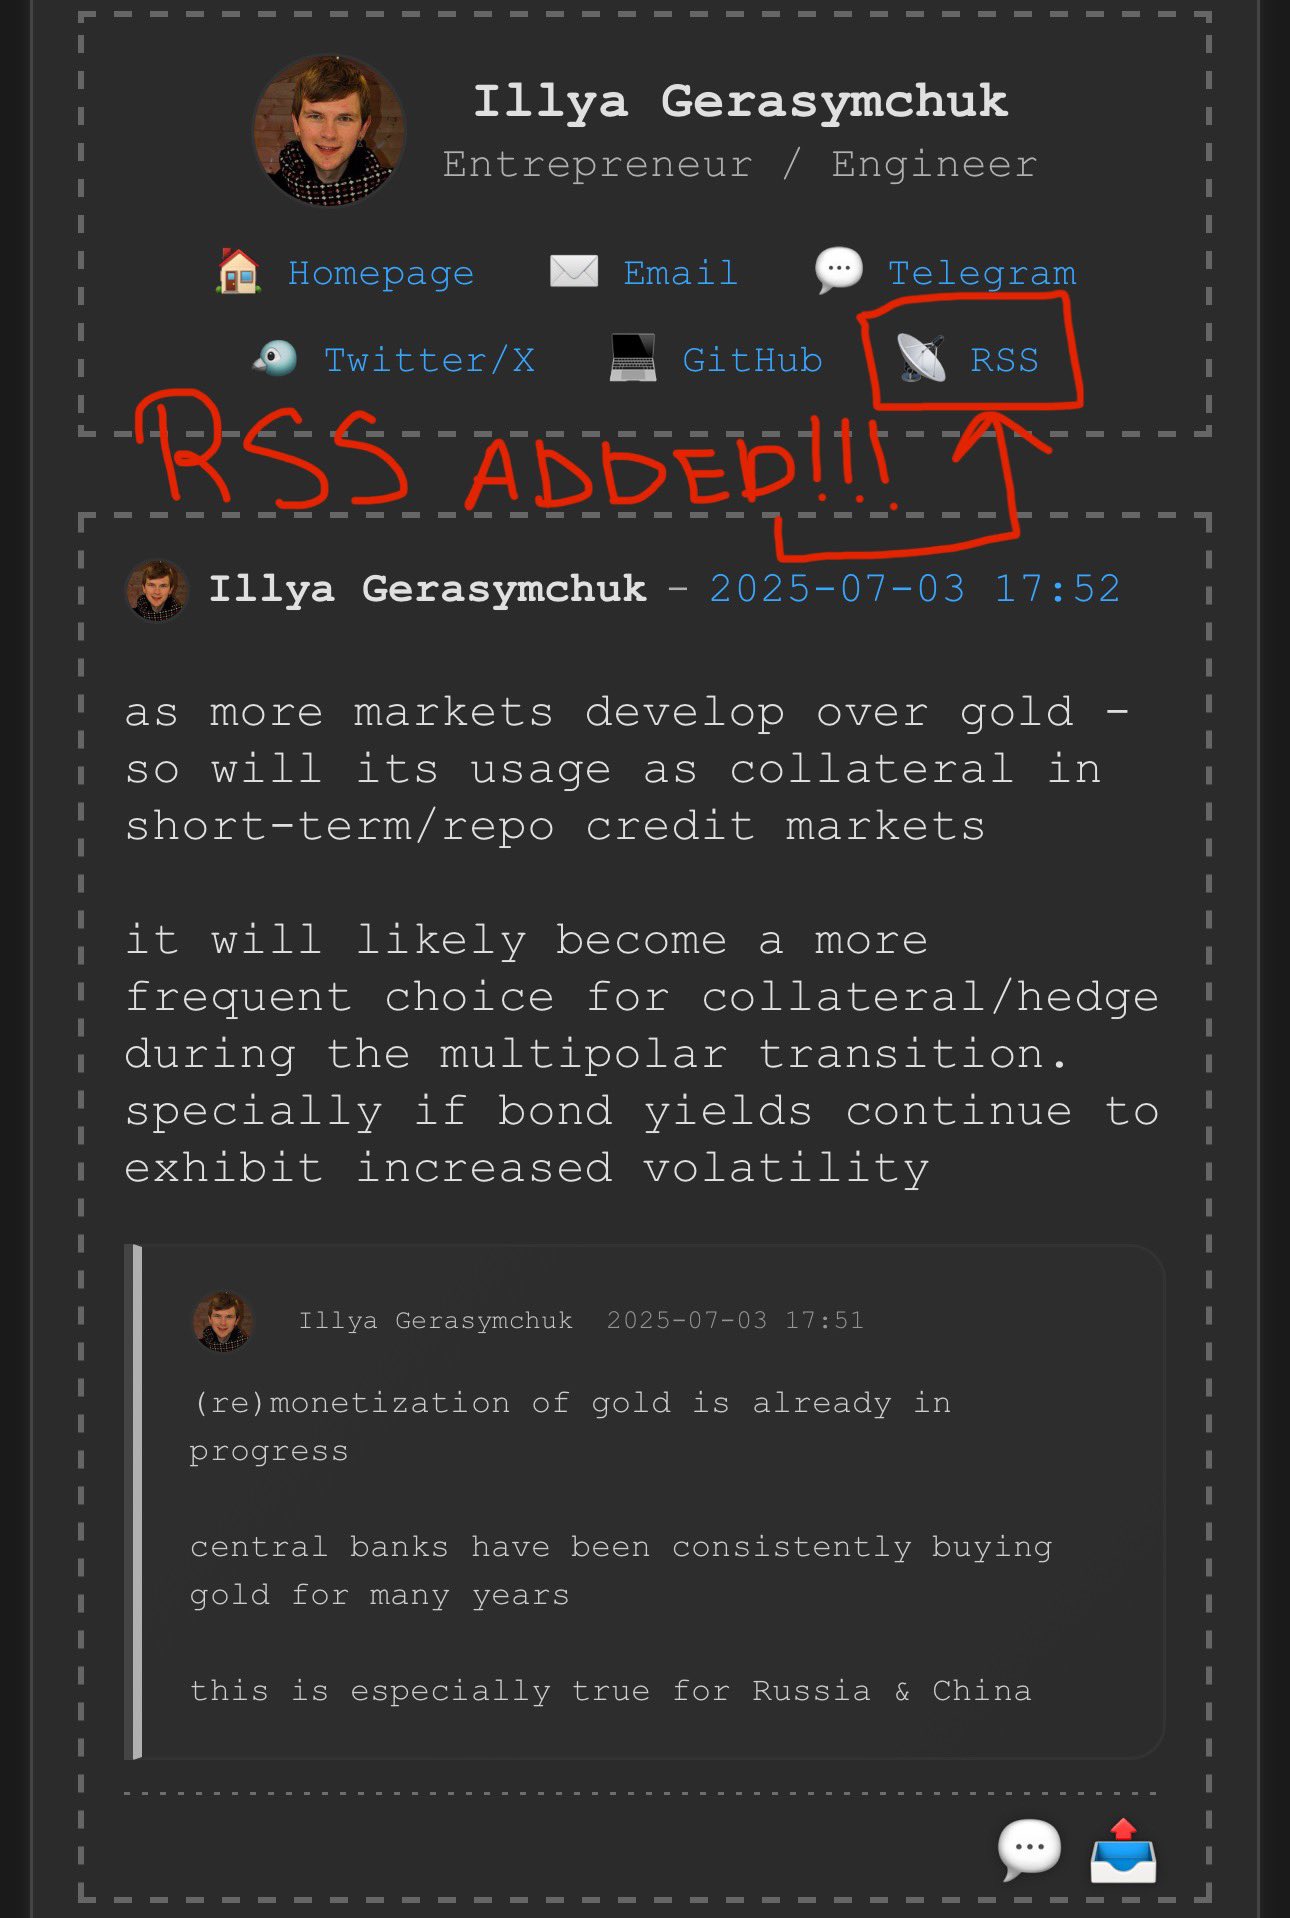 Illya Gerasymchuk
Entrepreneur / Engineer
Homepage Email Telegram
Twitter/X GitHub RSS
RSS ADDED!!!
Illya Gerasymchuk - 2025-07-03 17:52
as more markets develop over gold -
so will its usage as collateral in
short-term/repo credit markets
it will likely become a more
frequent choice for collateral/hedge
during the multipolar transition.
specially if bond yields continue to
exhibit increased volatility
Illya Gerasymchuk 2025-07-03 17:51
(re)monetization of gold is already in
progress
central banks have been consistently buying
gold for many years
this is especially true for Russia & China